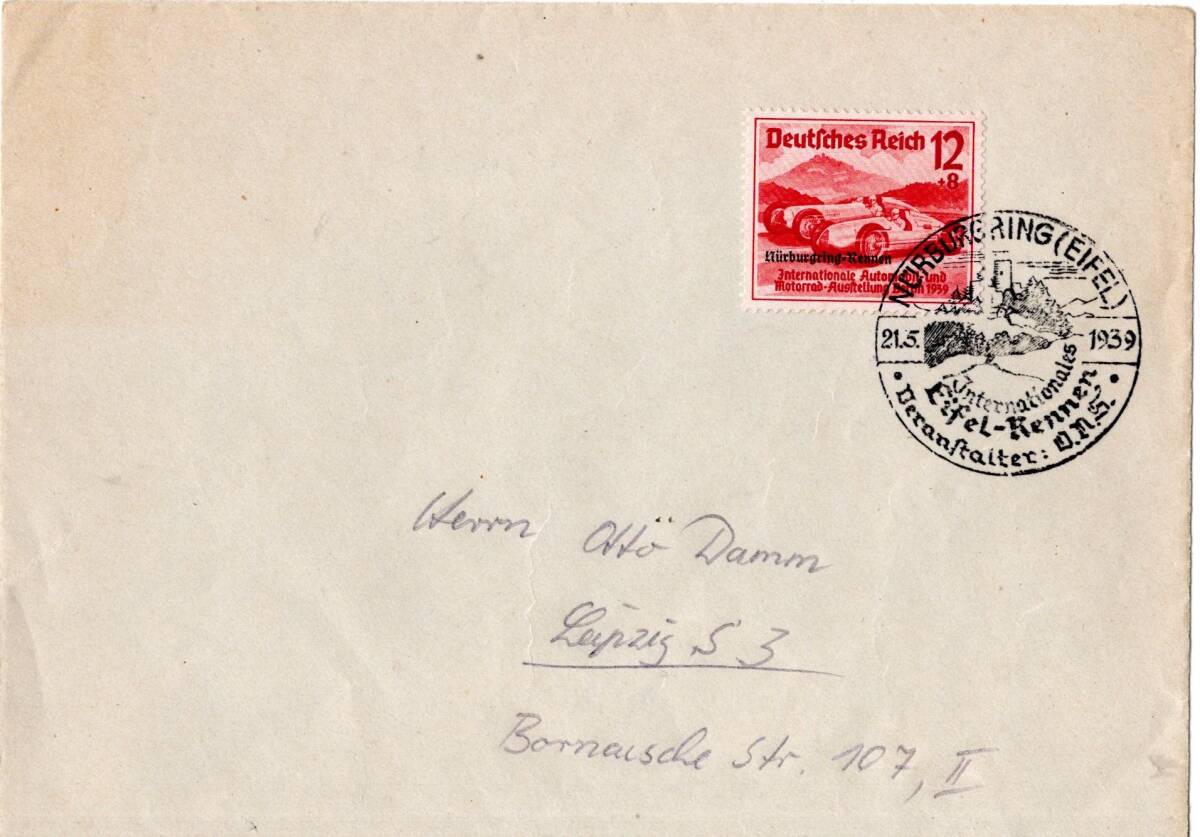 Deutsches Reich 12
+8
Nürburgring-Rennen
Internationale Automobil- und
Motorrad-Ausstellung Berlin 1939
NÜRBURGRING (EIFEL)
21.5. 1939
Internationales
Eifel-Rennen
Veranstalter: O.N.S.
Herrn Otto Damm
Leipzig S 3
Bornaische Str. 107, II